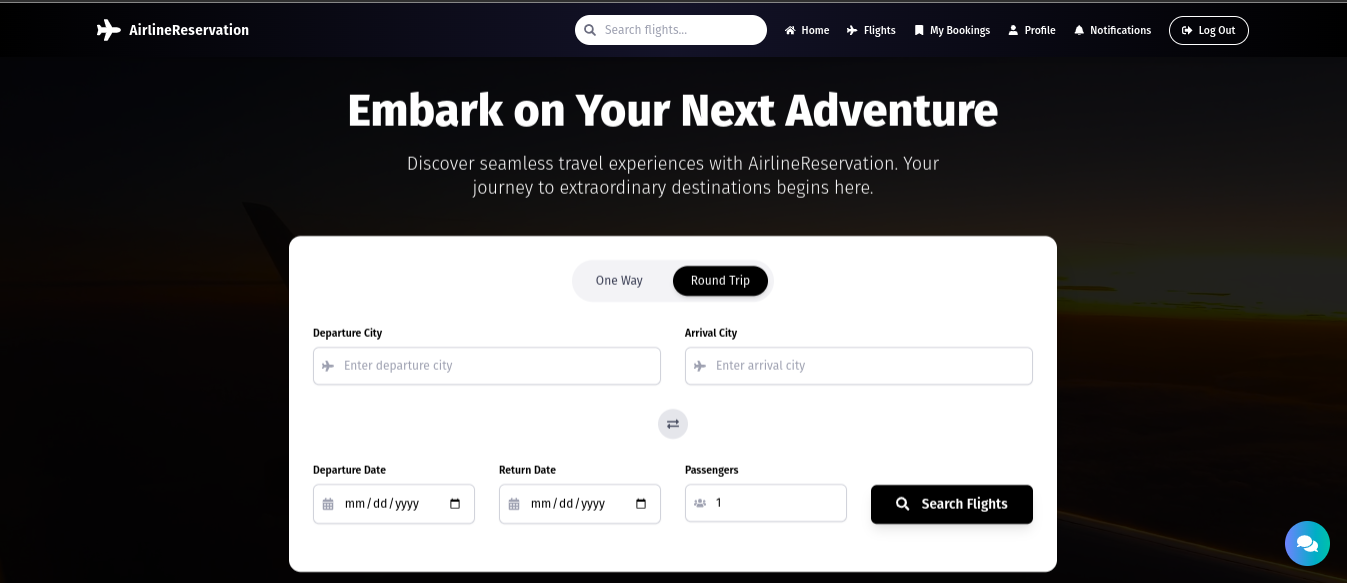 AirlineReservation
Search flights...
Home
Flights
My Bookings
Profile
Notifications
Log Out
Embark on Your Next Adventure
Discover seamless travel experiences with AirlineReservation. Your
journey to extraordinary destinations begins here.
One Way
Round Trip
Departure City
Arrival City
Enter departure city
Enter arrival city
Departure Date
Return Date
Passengers
mm/dd/yyyy
mm/dd/yyyy
1
Search Flights